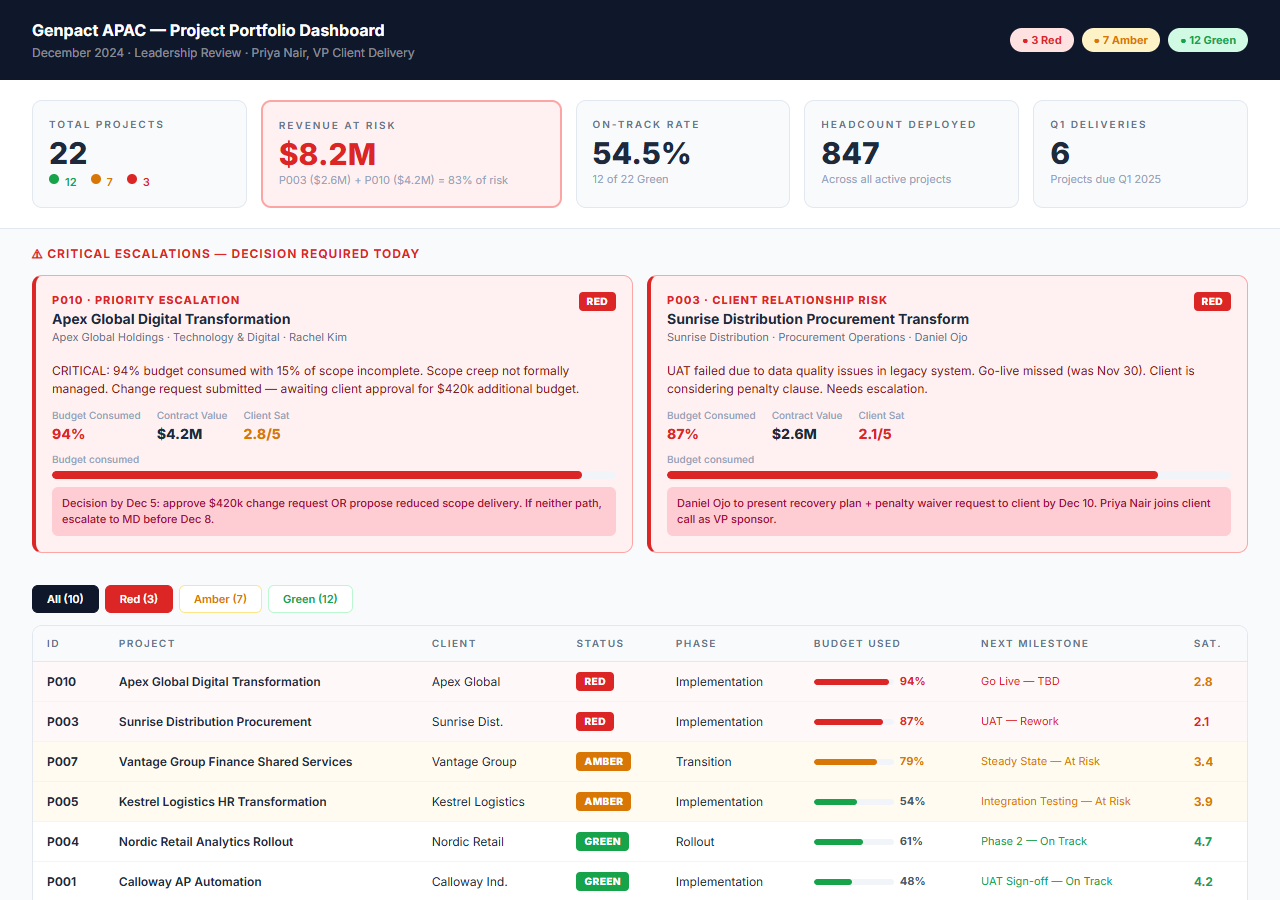 Genpact APAC — Project Portfolio Dashboard
December 2024 · Leadership Review · Priya Nair, VP Client Delivery
● 3 Red
● 7 Amber
● 12 Green
TOTAL PROJECTS
22
12
7
3
REVENUE AT RISK
$8.2M
P003 ($2.6M) + P010 ($4.2M) = 83% of risk
ON-TRACK RATE
54.5%
12 of 22 Green
HEADCOUNT DEPLOYED
847
Across all active projects
Q1 DELIVERIES
6
Projects due Q1 2025
⚠ CRITICAL ESCALATIONS — DECISION REQUIRED TODAY
P010 · PRIORITY ESCALATION
RED
Apex Global Digital Transformation
Apex Global Holdings · Technology & Digital · Rachel Kim
CRITICAL: 94% budget consumed with 15% of scope incomplete. Scope creep not formally
managed. Change request submitted — awaiting client approval for $420k additional budget.
Budget Consumed Contract Value Client Sat
94% $4.2M 2.8/5
Budget consumed
Decision by Dec 5: approve $420k change request OR propose reduced scope delivery. If neither path,
escalate to MD before Dec 8.
P003 · CLIENT RELATIONSHIP RISK
RED
Sunrise Distribution Procurement Transform
Sunrise Distribution · Procurement Operations · Daniel Ojo
UAT failed due to data quality issues in legacy system. Go-live missed (was Nov 30). Client is
considering penalty clause. Needs escalation.
Budget Consumed Contract Value Client Sat
87% $2.6M 2.1/5
Budget consumed
Daniel Ojo to present recovery plan + penalty waiver request to client by Dec 10. Priya Nair joins client
call as VP sponsor.
All (10) Red (3) Amber (7) Green (12)
ID PROJECT CLIENT STATUS PHASE BUDGET USED NEXT MILESTONE SAT.
P010 Apex Global Digital Transformation Apex Global RED Implementation 94% Go Live — TBD 2.8
P003 Sunrise Distribution Procurement Sunrise Dist. RED Implementation 87% UAT — Rework 2.1
P007 Vantage Group Finance Shared Services Vantage Group AMBER Transition 79% Steady State — At Risk 3.4
P005 Kestrel Logistics HR Transformation Kestrel Logistics AMBER Implementation 54% Integration Testing — At Risk 3.9
P004 Nordic Retail Analytics Rollout Nordic Retail GREEN Rollout 61% Phase 2 — On Track 4.7
P001 Calloway AP Automation Calloway Ind. GREEN Implementation 48% UAT Sign-off — On Track 4.2